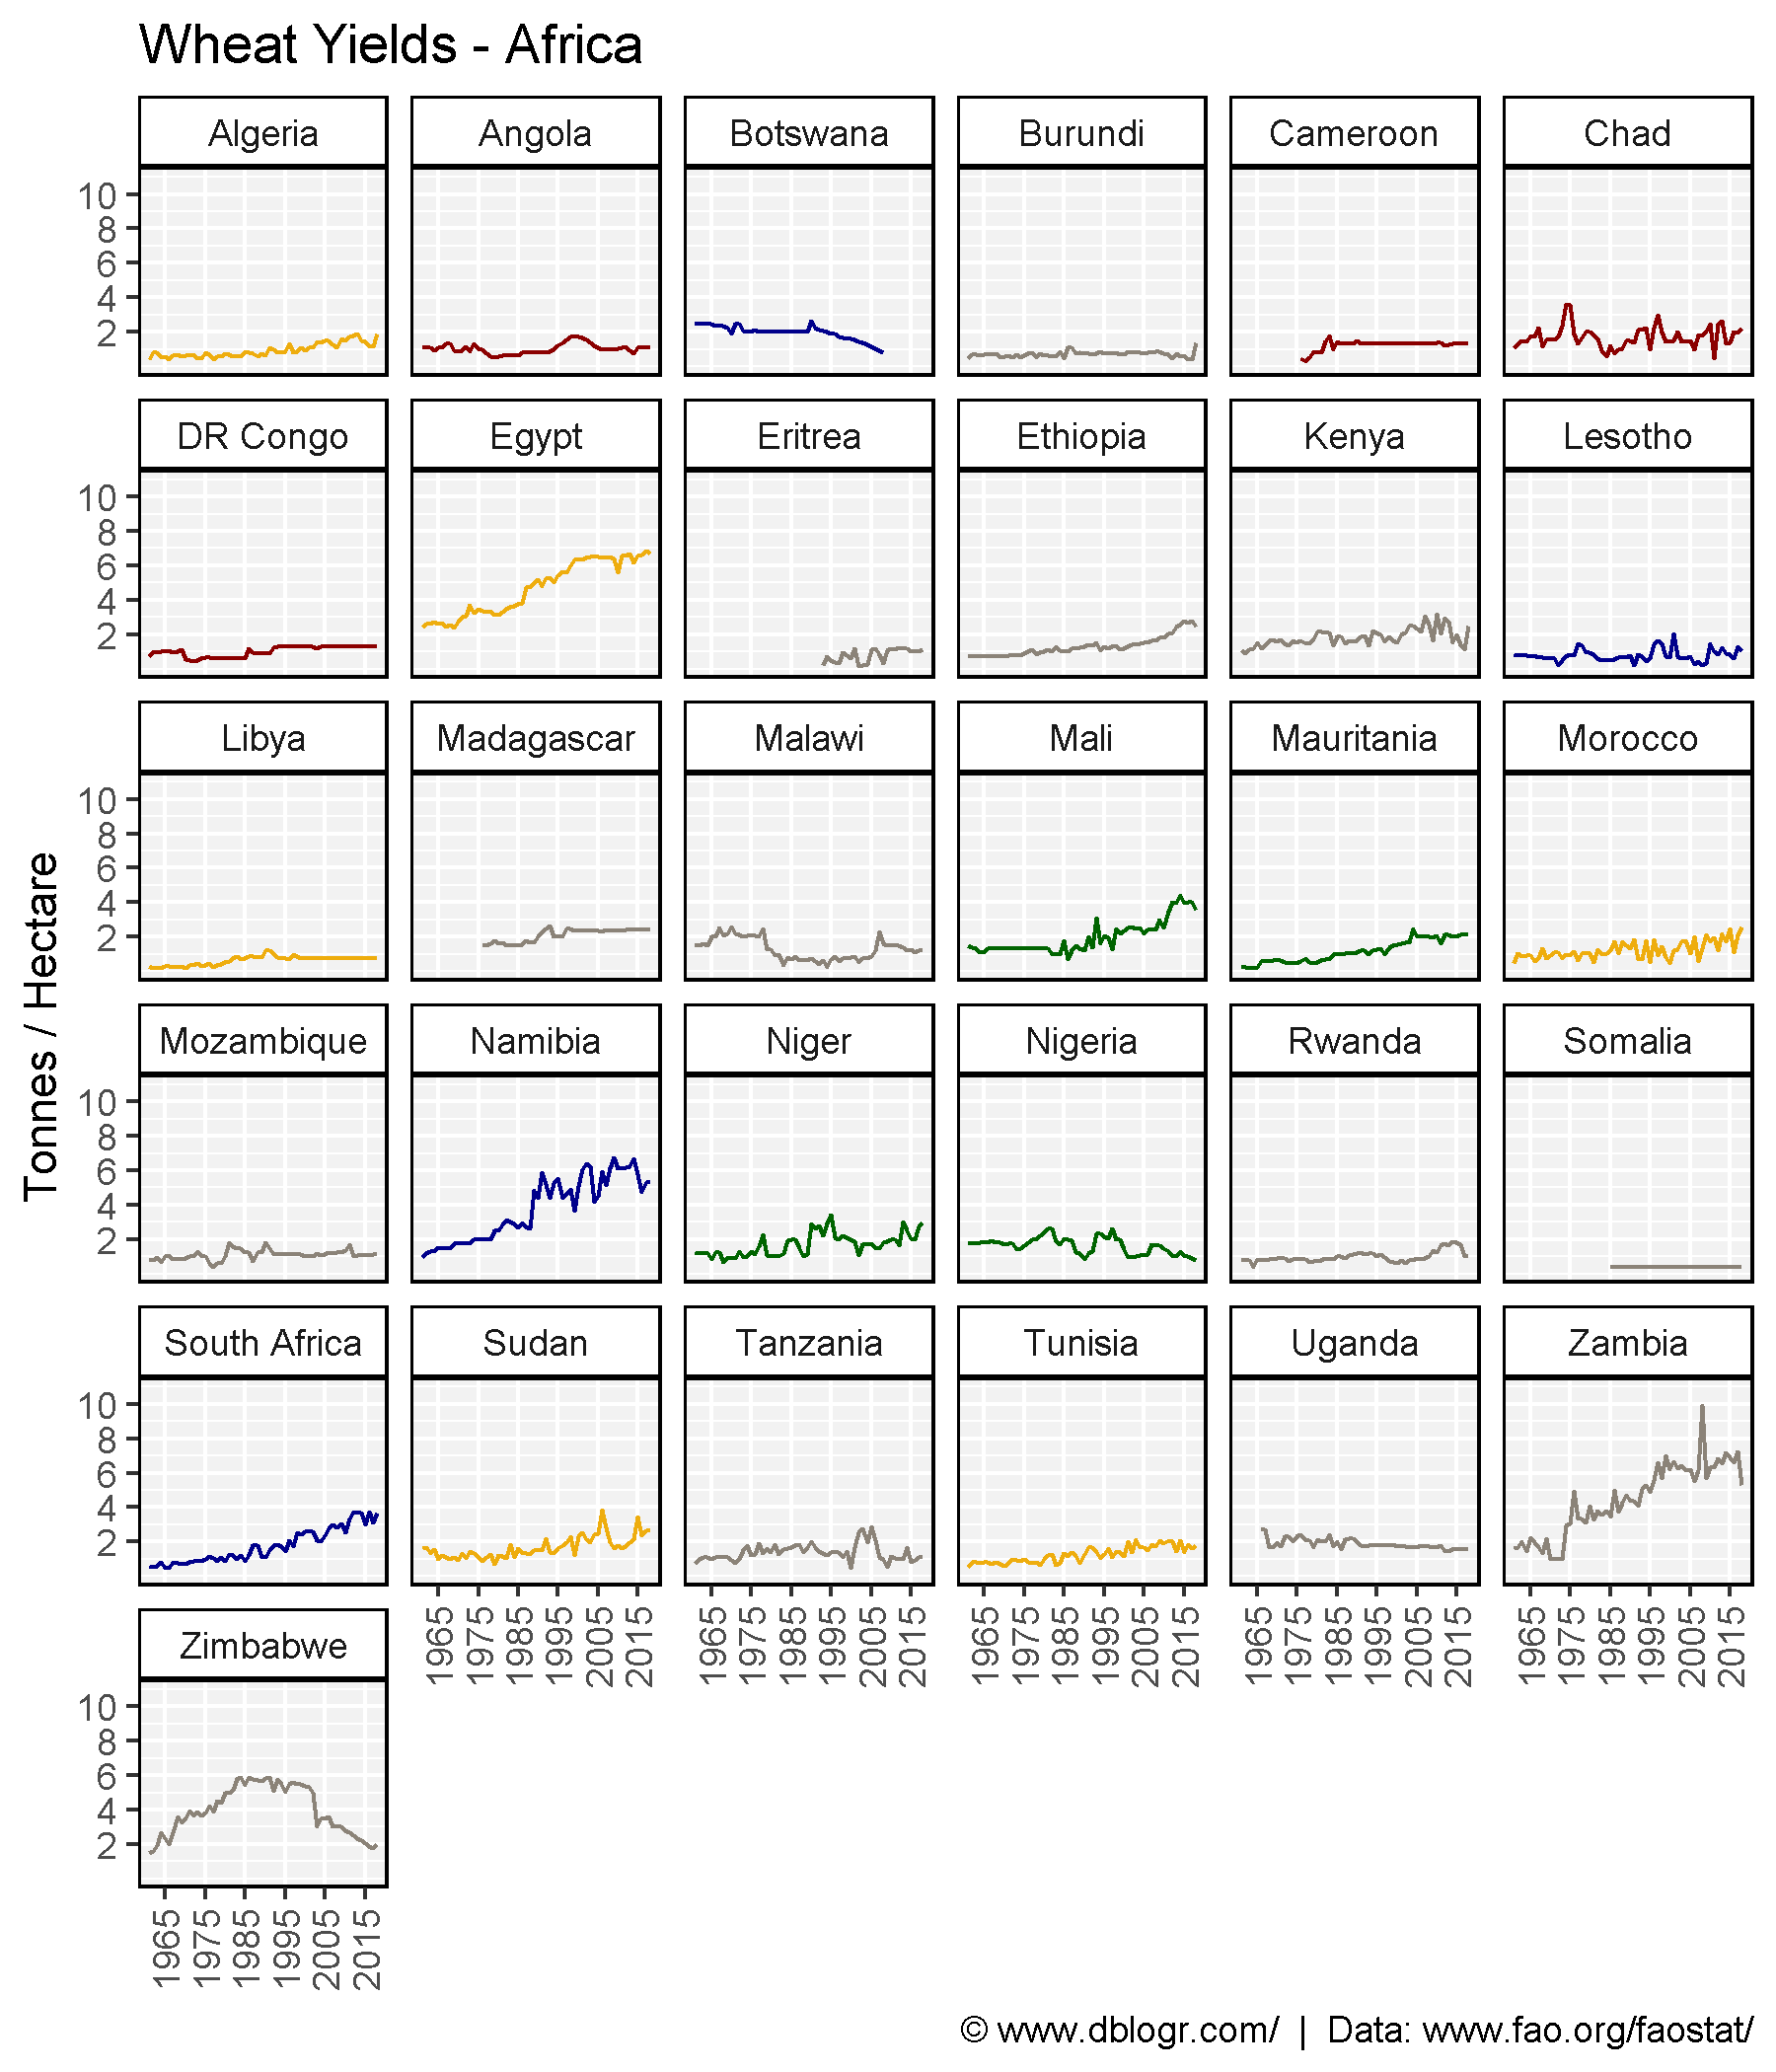 Wheat Yields - Africa
Algeria Angola Botswana Burundi Cameroon Chad
10
8
6
4
2
DR Congo Egypt Eritrea Ethiopia Kenya Lesotho
10
8
6
4
2
Libya Madagascar Malawi Mali Mauritania Morocco
10
8
6
4
2
Tonnes / Hectare
Mozambique Namibia Niger Nigeria Rwanda Somalia
10
8
6
4
2
South Africa Sudan Tanzania Tunisia Uganda Zambia
10
8
6
4
2
1965 1975 1985 1995 2005 2015 1965 1975 1985 1995 2005 2015 1965 1975 1985 1995 2005 2015 1965 1975 1985 1995 2005 2015 1965 1975 1985 1995 2005 2015
Zimbabwe
10
8
6
4
2
1965 1975 1985 1995 2005 2015
© www.dblogr.com/ | Data: www.fao.org/faostat/